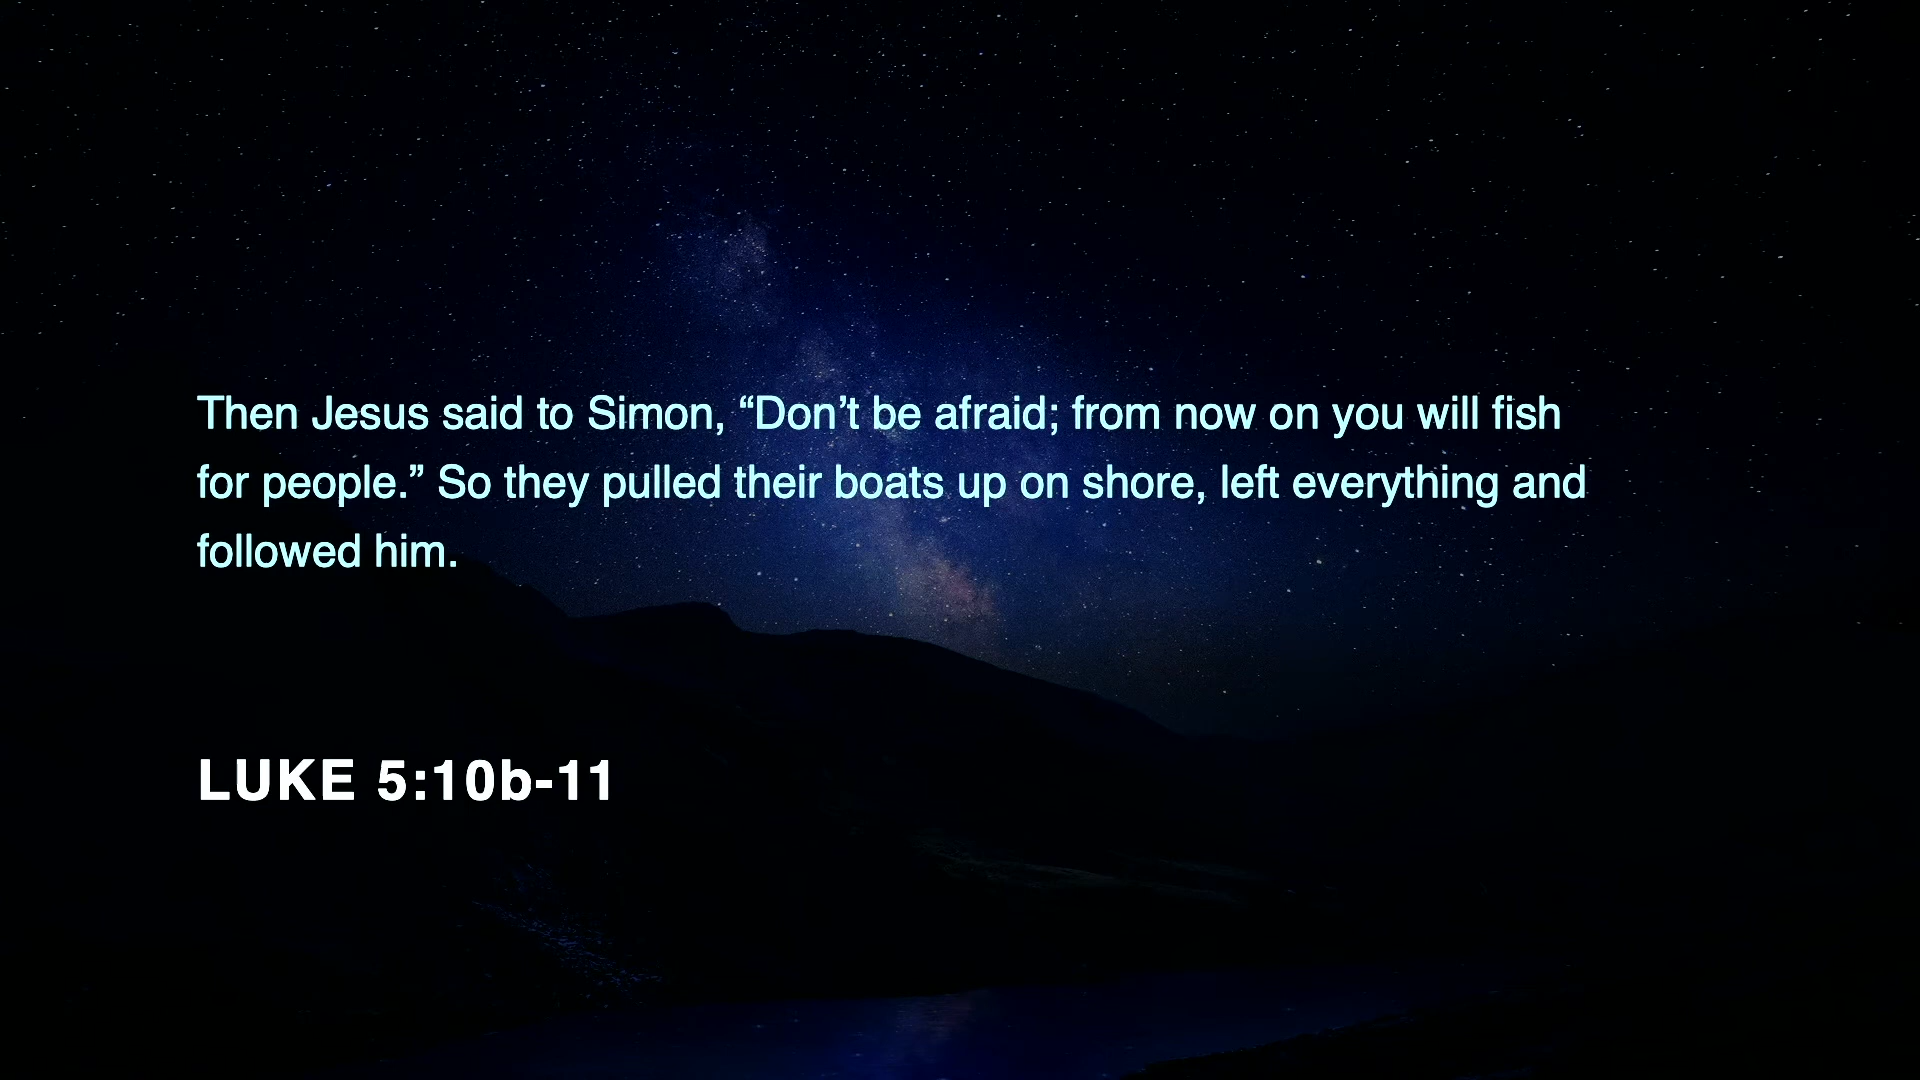 Then Jesus said to Simon, “Don’t be afraid; from now on you will fish
for people.” So they pulled their boats up on shore, left everything and
followed him.
LUKE 5:10b-11